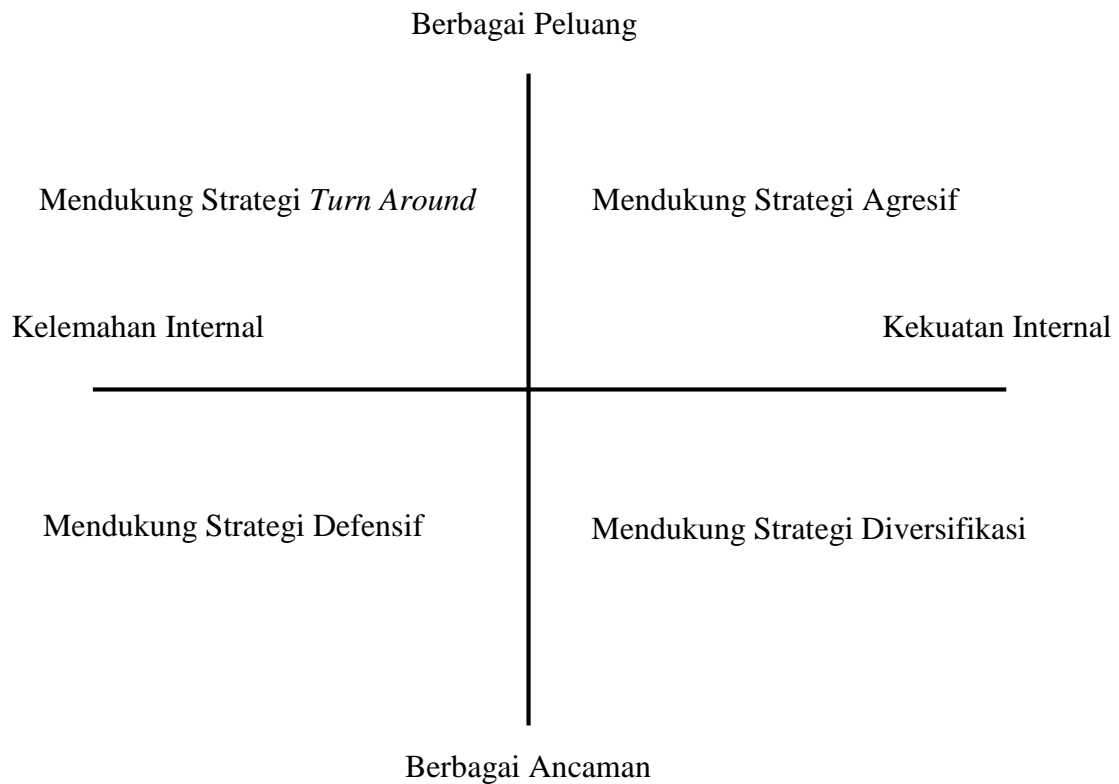 Berbagai Peluang
Mendukung Strategi Turn Around
Mendukung Strategi Agresif
Kelemahan Internal
Kekuatan Internal
Mendukung Strategi Defensif
Mendukung Strategi Diversifikasi
Berbagai Ancaman